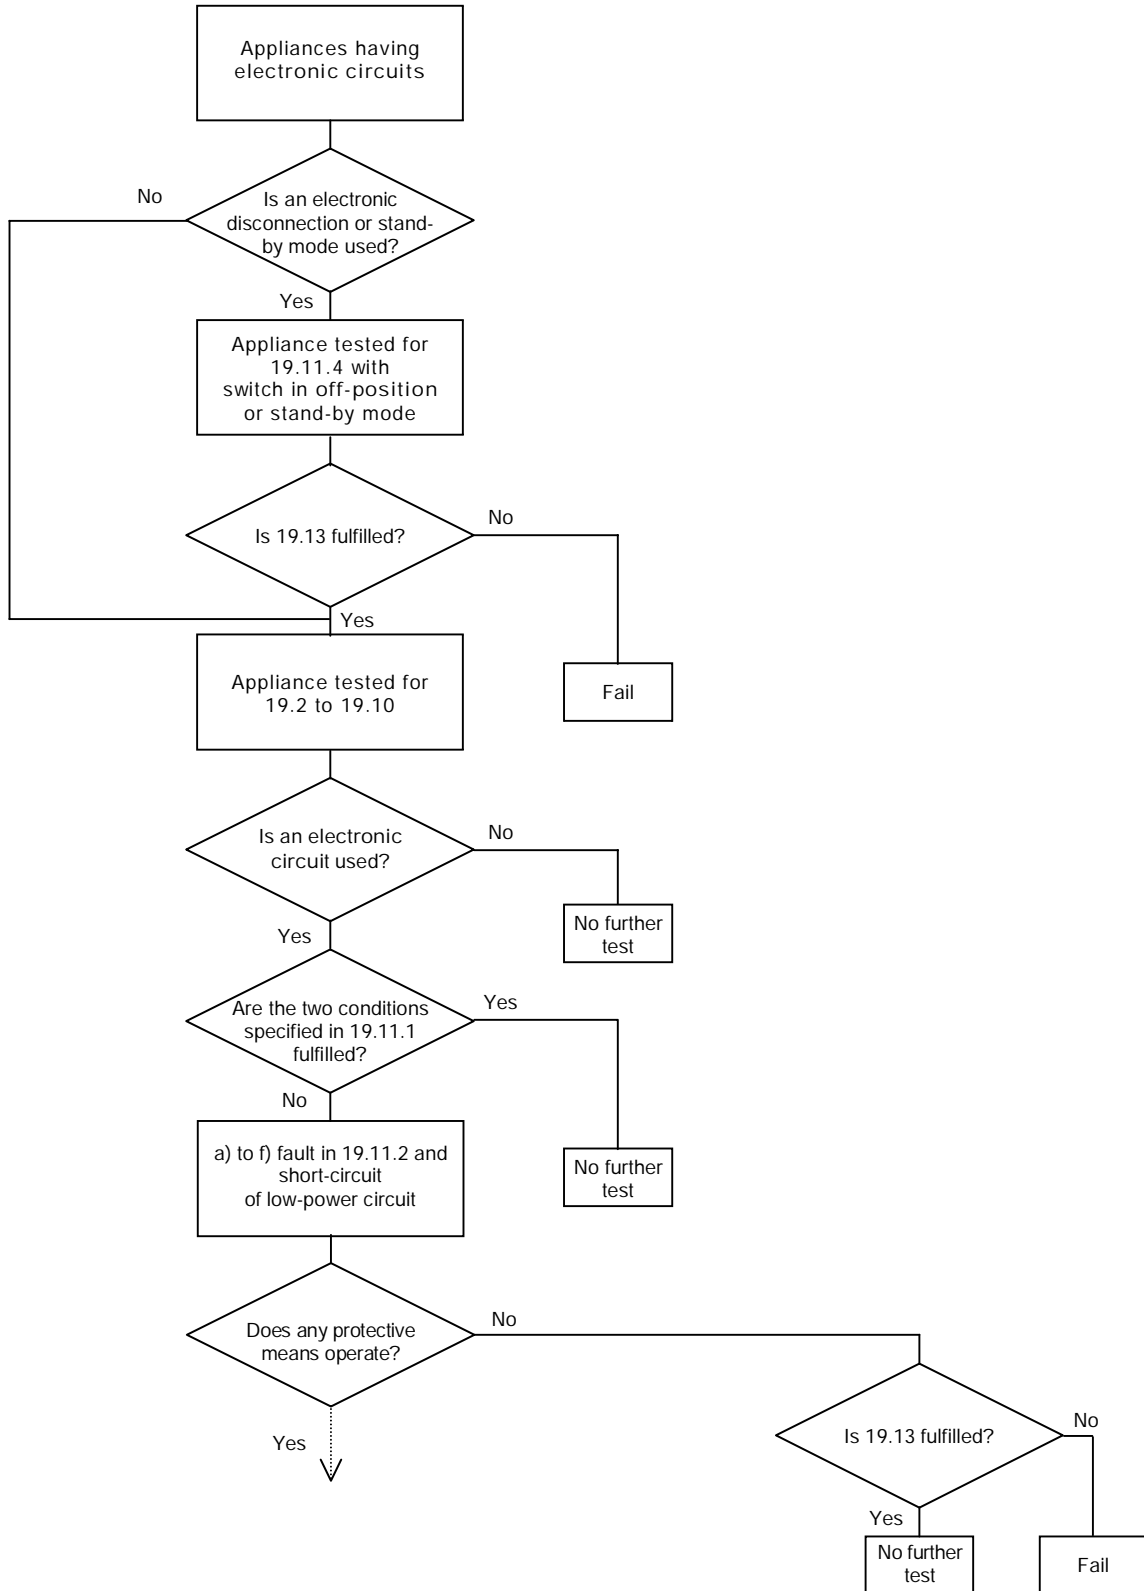 Appliances having
electronic circuits
No
Is an electronic
disconnection or stand-
by mode used?
Yes
Appliance tested for
19.11.4 with
switch in off-position
or stand-by mode
No
Is 19.13 fulfilled?
Yes
Appliance tested for
19.2 to 19.10
Fail
Is an electronic
circuit used?
No
No further
test
Yes
Are the two conditions
specified in 19.11.1
fulfilled?
Yes
No
a) to f) fault in 19.11.2 and
short-circuit
of low-power circuit
No further
test
Does any protective
means operate?
No
Yes
Is 19.13 fulfilled?
No
Yes
No further
test
Fail